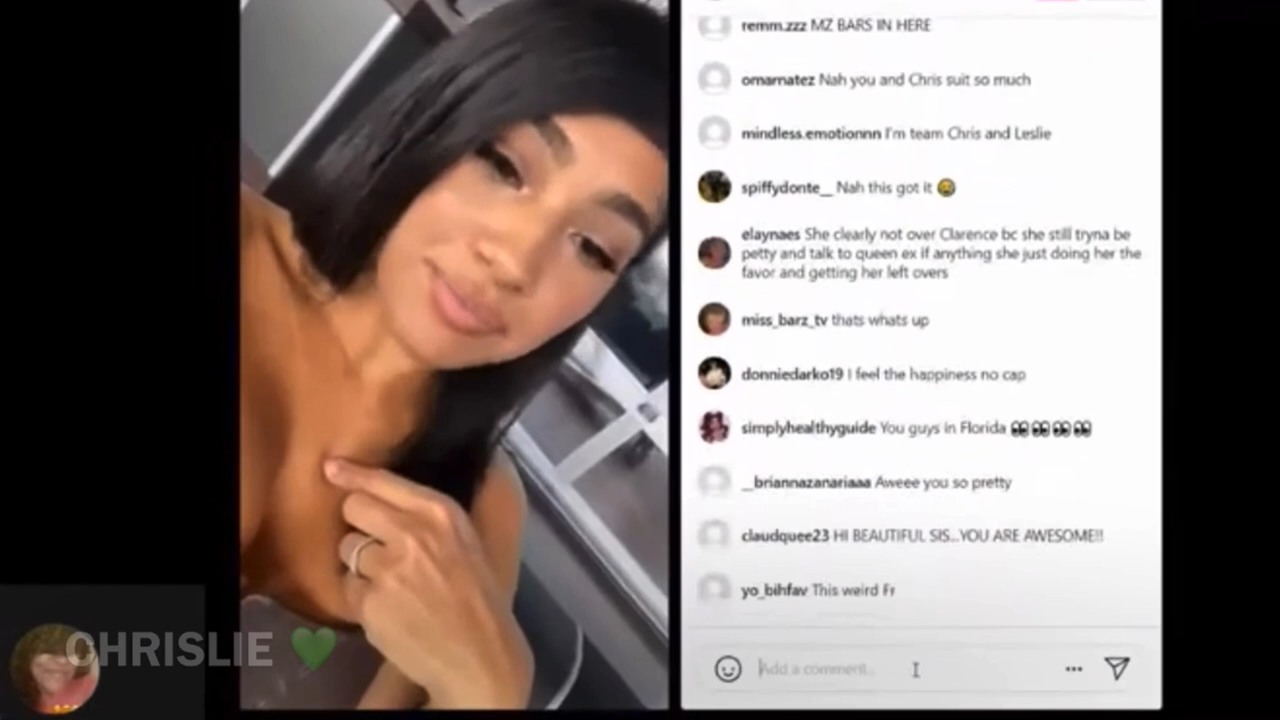 remm.zzz MZ BARS IN HERE
omarnatez Nah you and Chris suit so much
mindless.emotionnn I'm team Chris and Leslie
spiffydonte__ Nah this got it 😢
elaynaes She clearly not over Clarence bc she still tryna be
petty and talk to queen ex if anything she just doing her the
favor and getting her left overs
miss_barz_tv thats whats up
donniedarko19 I feel the happiness no cap
simplyhealthyguide You guys in Florida 👀👀👀👀
__briannazanariaaa Aweee you so pretty
claudquee23 HI BEAUTIFUL SIS...YOU ARE AWESOME!!
yo_bihfav This weird Fr
Add a comment...
CHRISLIE 💚